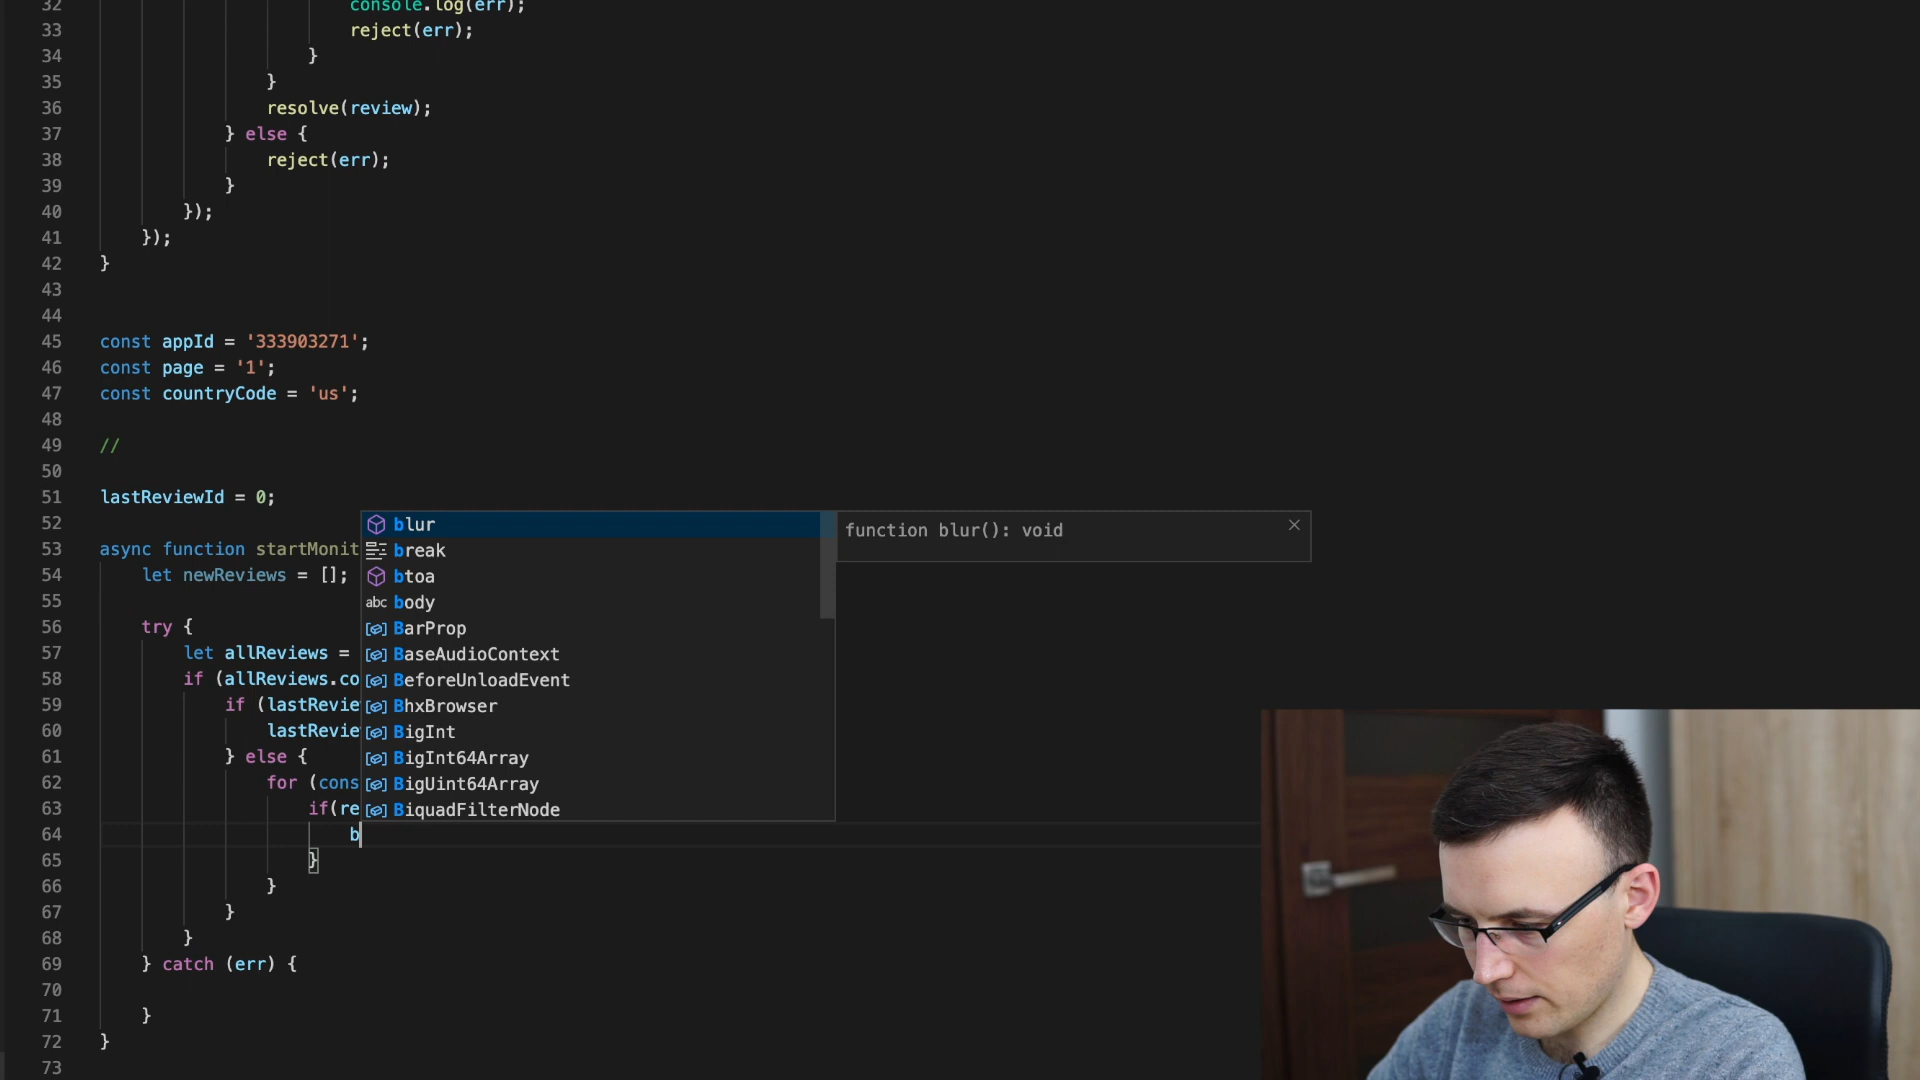 32 console.log(err);
33 reject(err);
34 }
35 }
36 resolve(review);
37 } else {
38 reject(err);
39 }
40 });
41 });
42 }
43
44
45 const appId = '333903271';
46 const page = '1';
47 const countryCode = 'us';
48
49 //
50
51 lastReviewId = 0;
52
53 async function startMonit
54 let newReviews = [];
55
56 try {
57 let allReviews =
58 if (allReviews.co
59 if (lastRevie
60 lastRevie
61 } else {
62 for (cons
63 if(re
64 b
65 }
66 }
67 }
68 }
69 } catch (err) {
70
71 }
72 }
73
blur
break
btoa
abc body
BarProp
BaseAudioContext
BeforeUnloadEvent
BhxBrowser
BigInt
BigInt64Array
BigUint64Array
BiquadFilterNode
function blur(): void